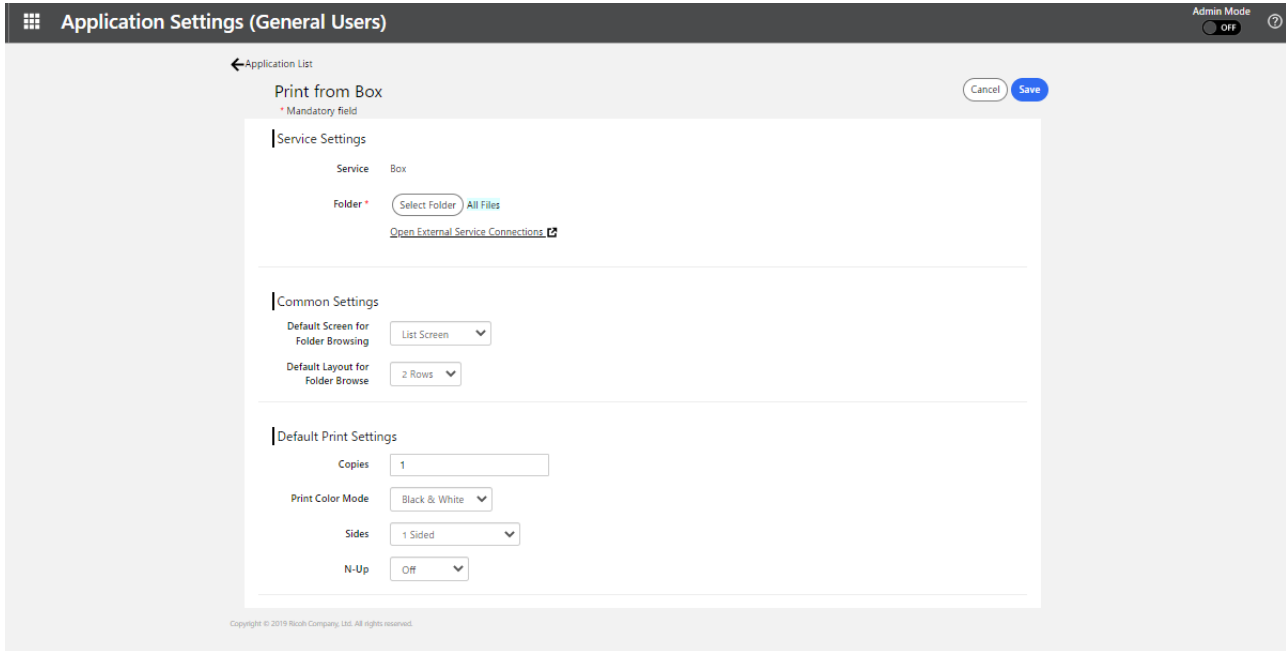 Application Settings (General Users)
Admin Mode
OFF
Application List
Print from Box
* Mandatory field
Cancel
Save
Service Settings
Service
Box
Folder *
Select Folder
All Files
Open External Service Connections
Common Settings
Default Screen for
Folder Browsing
List Screen
Default Layout for
Folder Browse
2 Rows
Default Print Settings
Copies
1
Print Color Mode
Black & White
Sides
1 Sided
N-Up
Off
Copyright © 2019 Ricoh Company, Ltd. All rights reserved.